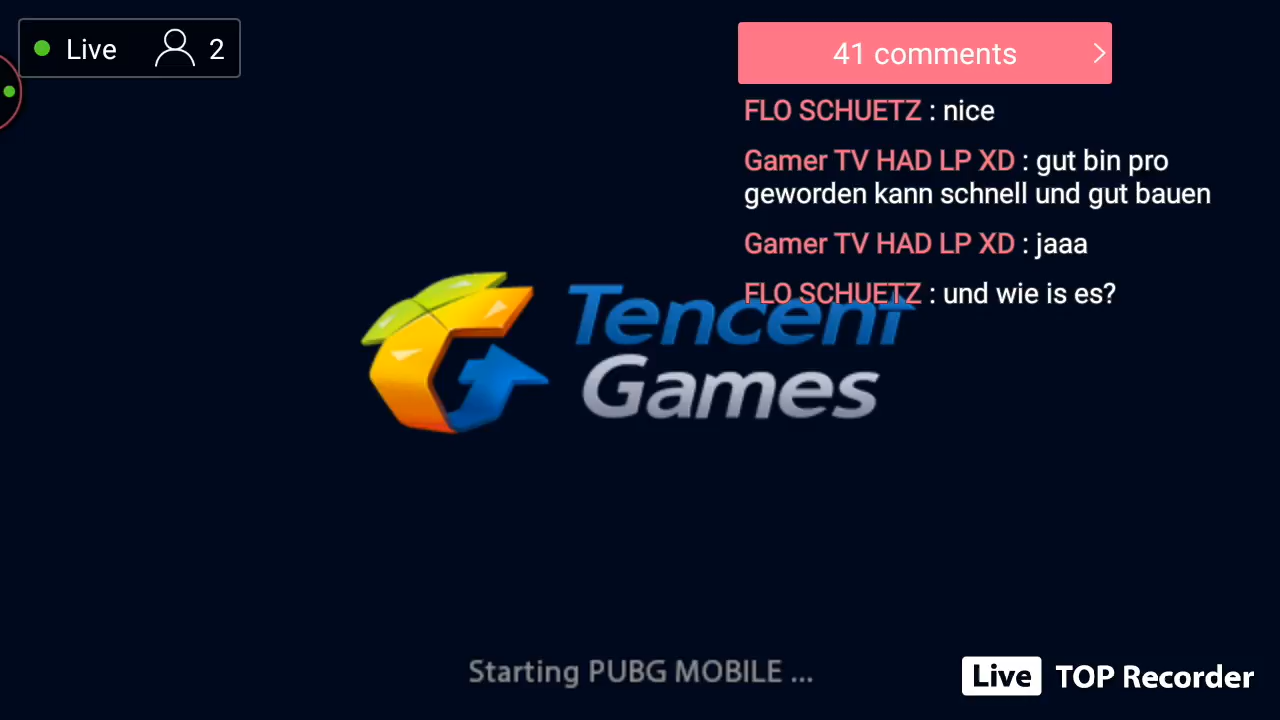 Live 2
41 comments
FLO SCHUETZ : nice
Gamer TV HAD LP XD : gut bin pro
geworden kann schnell und gut bauen
Gamer TV HAD LP XD : jaaa
FLO SCHUETZ : und wie is es?
Tencent
Games
Starting PUBG MOBILE ...
Live TOP Recorder